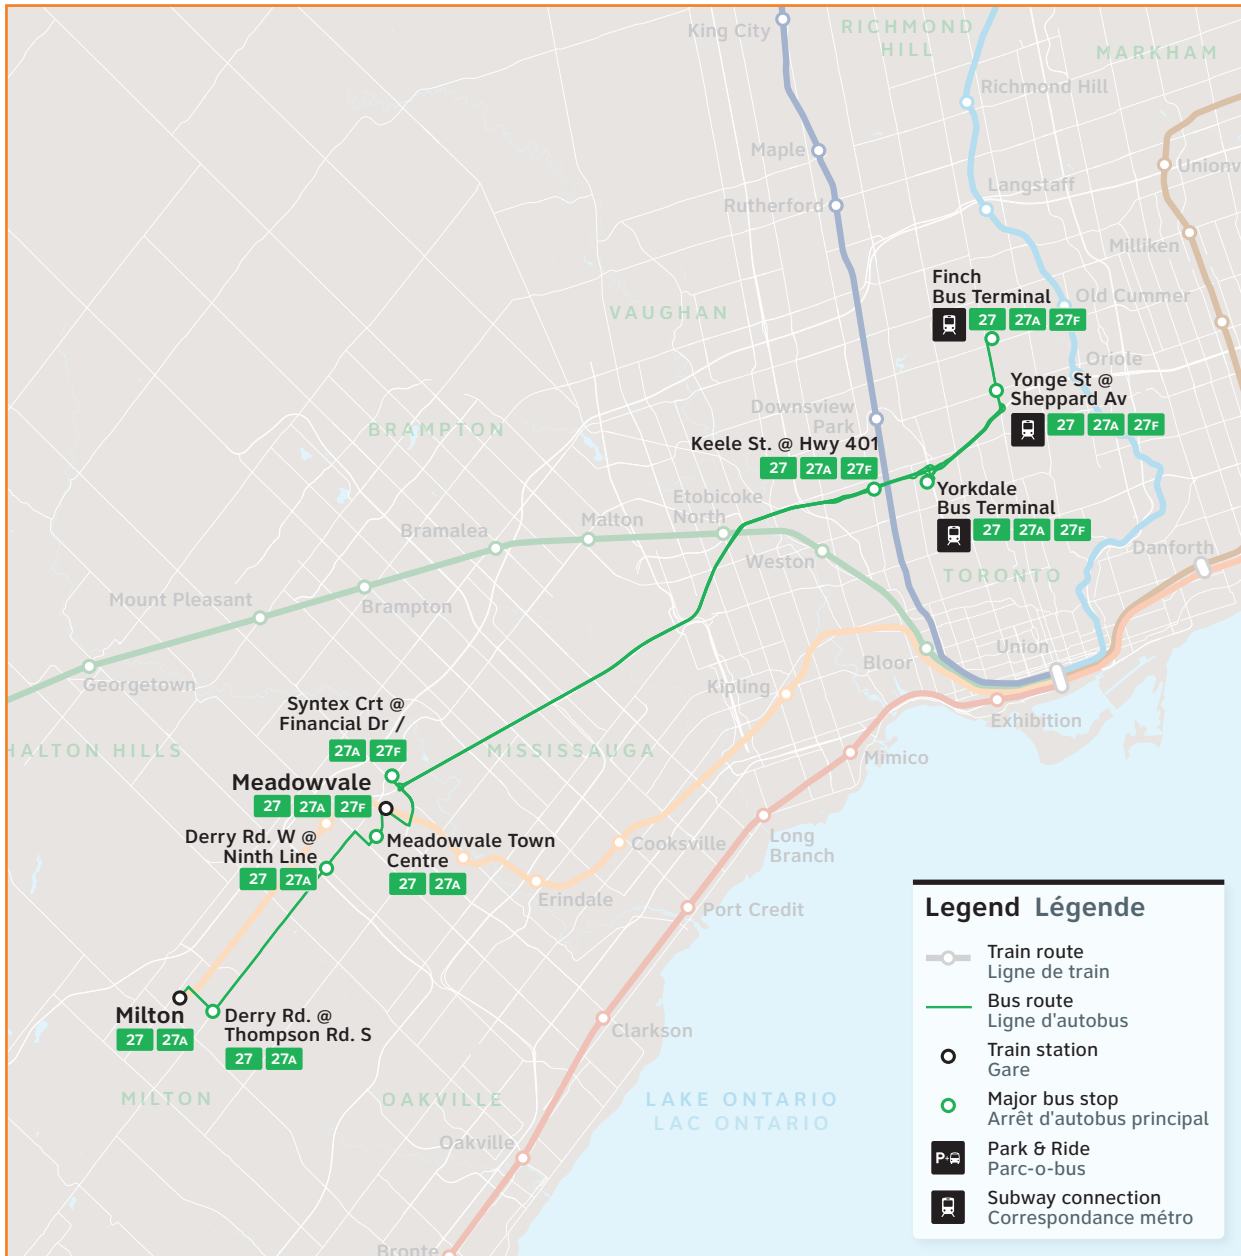 King City
RICHMOND
HILL
MARKHAM
Richmond Hill
Maple
Unionv
Langstaff
Rutherford
Milliken
Finch
Bus Terminal
27 27A 27F
Old Cummer
VAUGHAN
Oriole
Yonge St @
Sheppard Av
27 27A 27F
Downsview
Park
BRAMPTON
Keele St. @ Hwy 401
27 27A 27F
Yorkdale
Bus Terminal
27 27A 27F
Etobicoke
North
Malton
Bramalea
Weston
Danforth
TORONTO
Mount Pleasant
Brampton
Union
Bloor
Georgetown
Kipling
Exhibition
Syntex Crt @
Financial Dr /
27A 27F
HALTON HILLS
MISSISSAUGA
Mimico
Meadowvale
27 27A 27F
Derry Rd. W @
Ninth Line
27 27A
Meadowvale Town
Centre
27 27A
Cooksville
Long
Branch
Erindale
Port Credit
Milton
27 27A
Derry Rd. @
Thompson Rd. S
27 27A
Clarkson
MILTON
OAKVILLE
LAKE ONTARIO
LAC ONTARIO
Oakville
Bronte
Legend Légende
Train route
Ligne de train
Bus route
Ligne d'autobus
Train station
Gare
Major bus stop
Arrêt d'autobus principal
P+
Park & Ride
Parc-o-bus
Subway connection
Correspondance métro